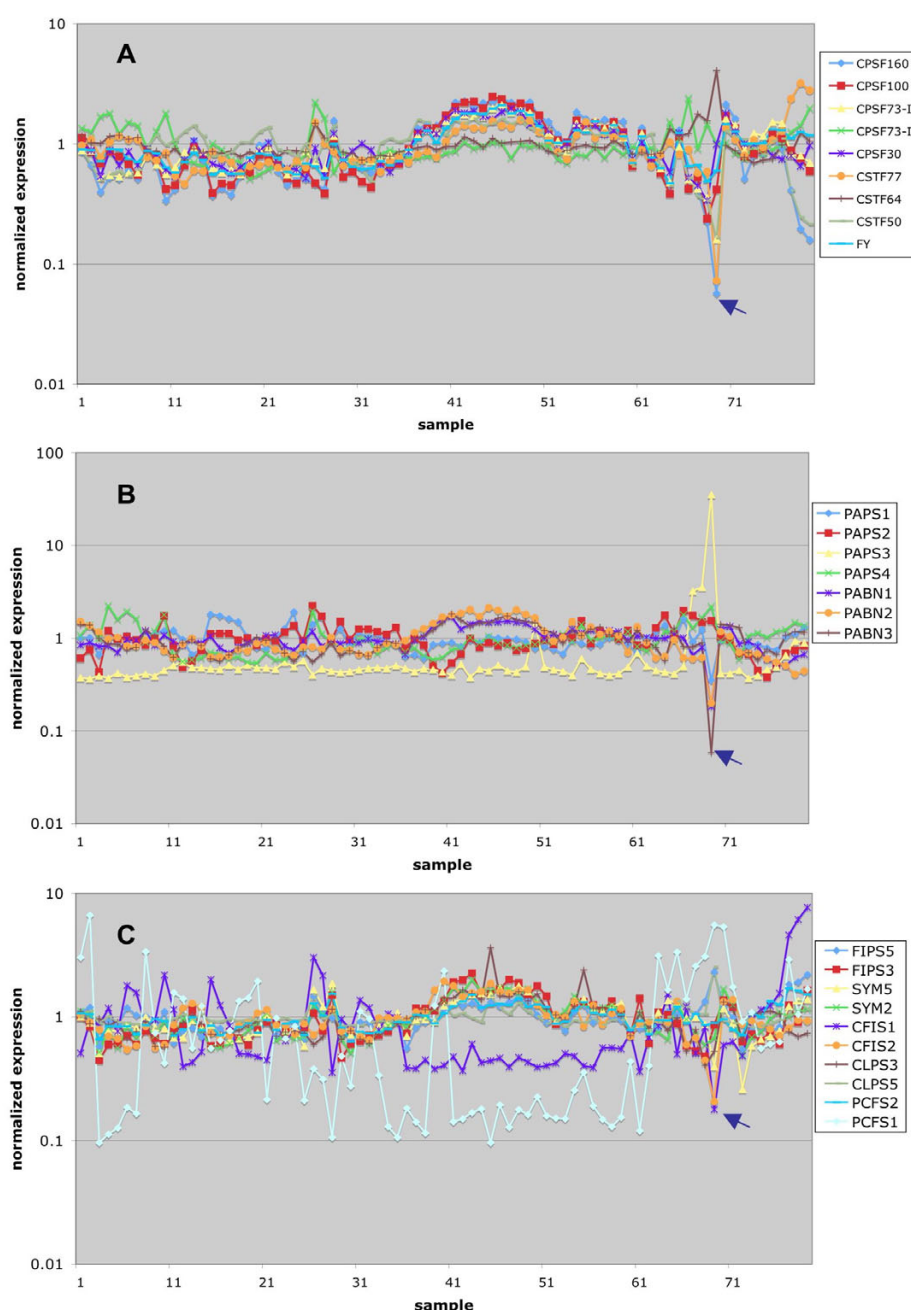 A
10
1
0.1
0.01
normalized expression
1 11 21 31 41 51 61 71
sample
CPSF160
CPSF100
CPSF73-I
CPSF73-I
CPSF30
CSTF77
CSTF64
CSTF50
FY
B
100
10
1
0.1
0.01
normalized expression
1 11 21 31 41 51 61 71
sample
PAPS1
PAPS2
PAPS3
PAPS4
PABN1
PABN2
PABN3
C
10
1
0.1
0.01
normalized expression
1 11 21 31 41 51 61 71
sample
FIPS5
FIPS3
SYM5
SYM2
CFIS1
CFIS2
CLPS3
CLPS5
PCFS2
PCFS1